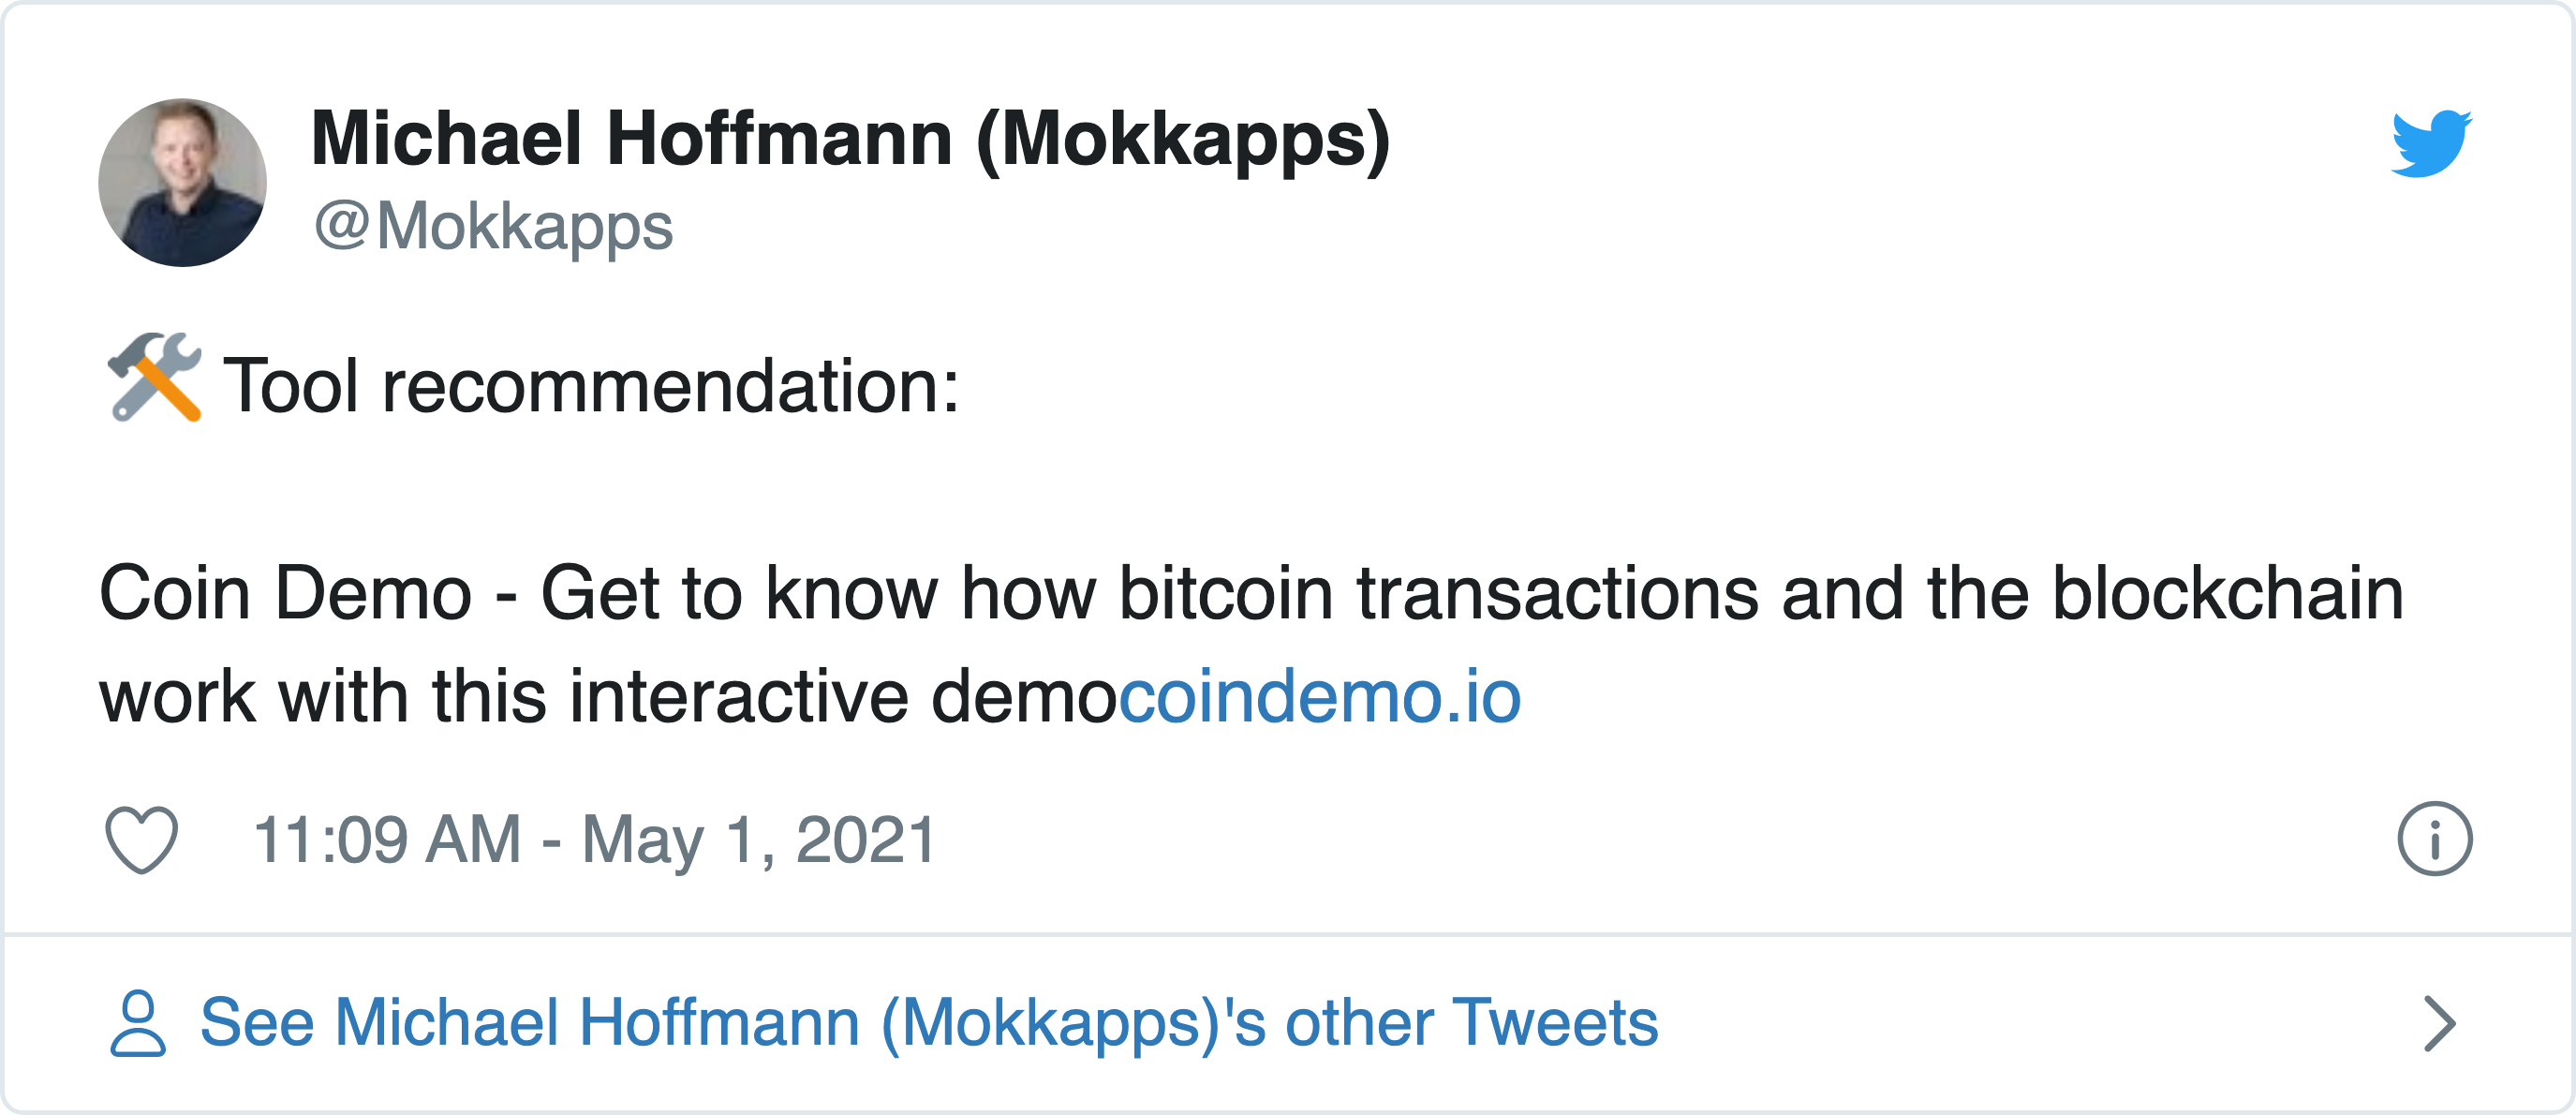 Michael Hoffmann (Mokkapps)
@Mokkapps
🛠 Tool recommendation:
Coin Demo - Get to know how bitcoin transactions and the blockchain
work with this interactive democoindemo.io
11:09 AM - May 1, 2021
See Michael Hoffmann (Mokkapps)'s other Tweets